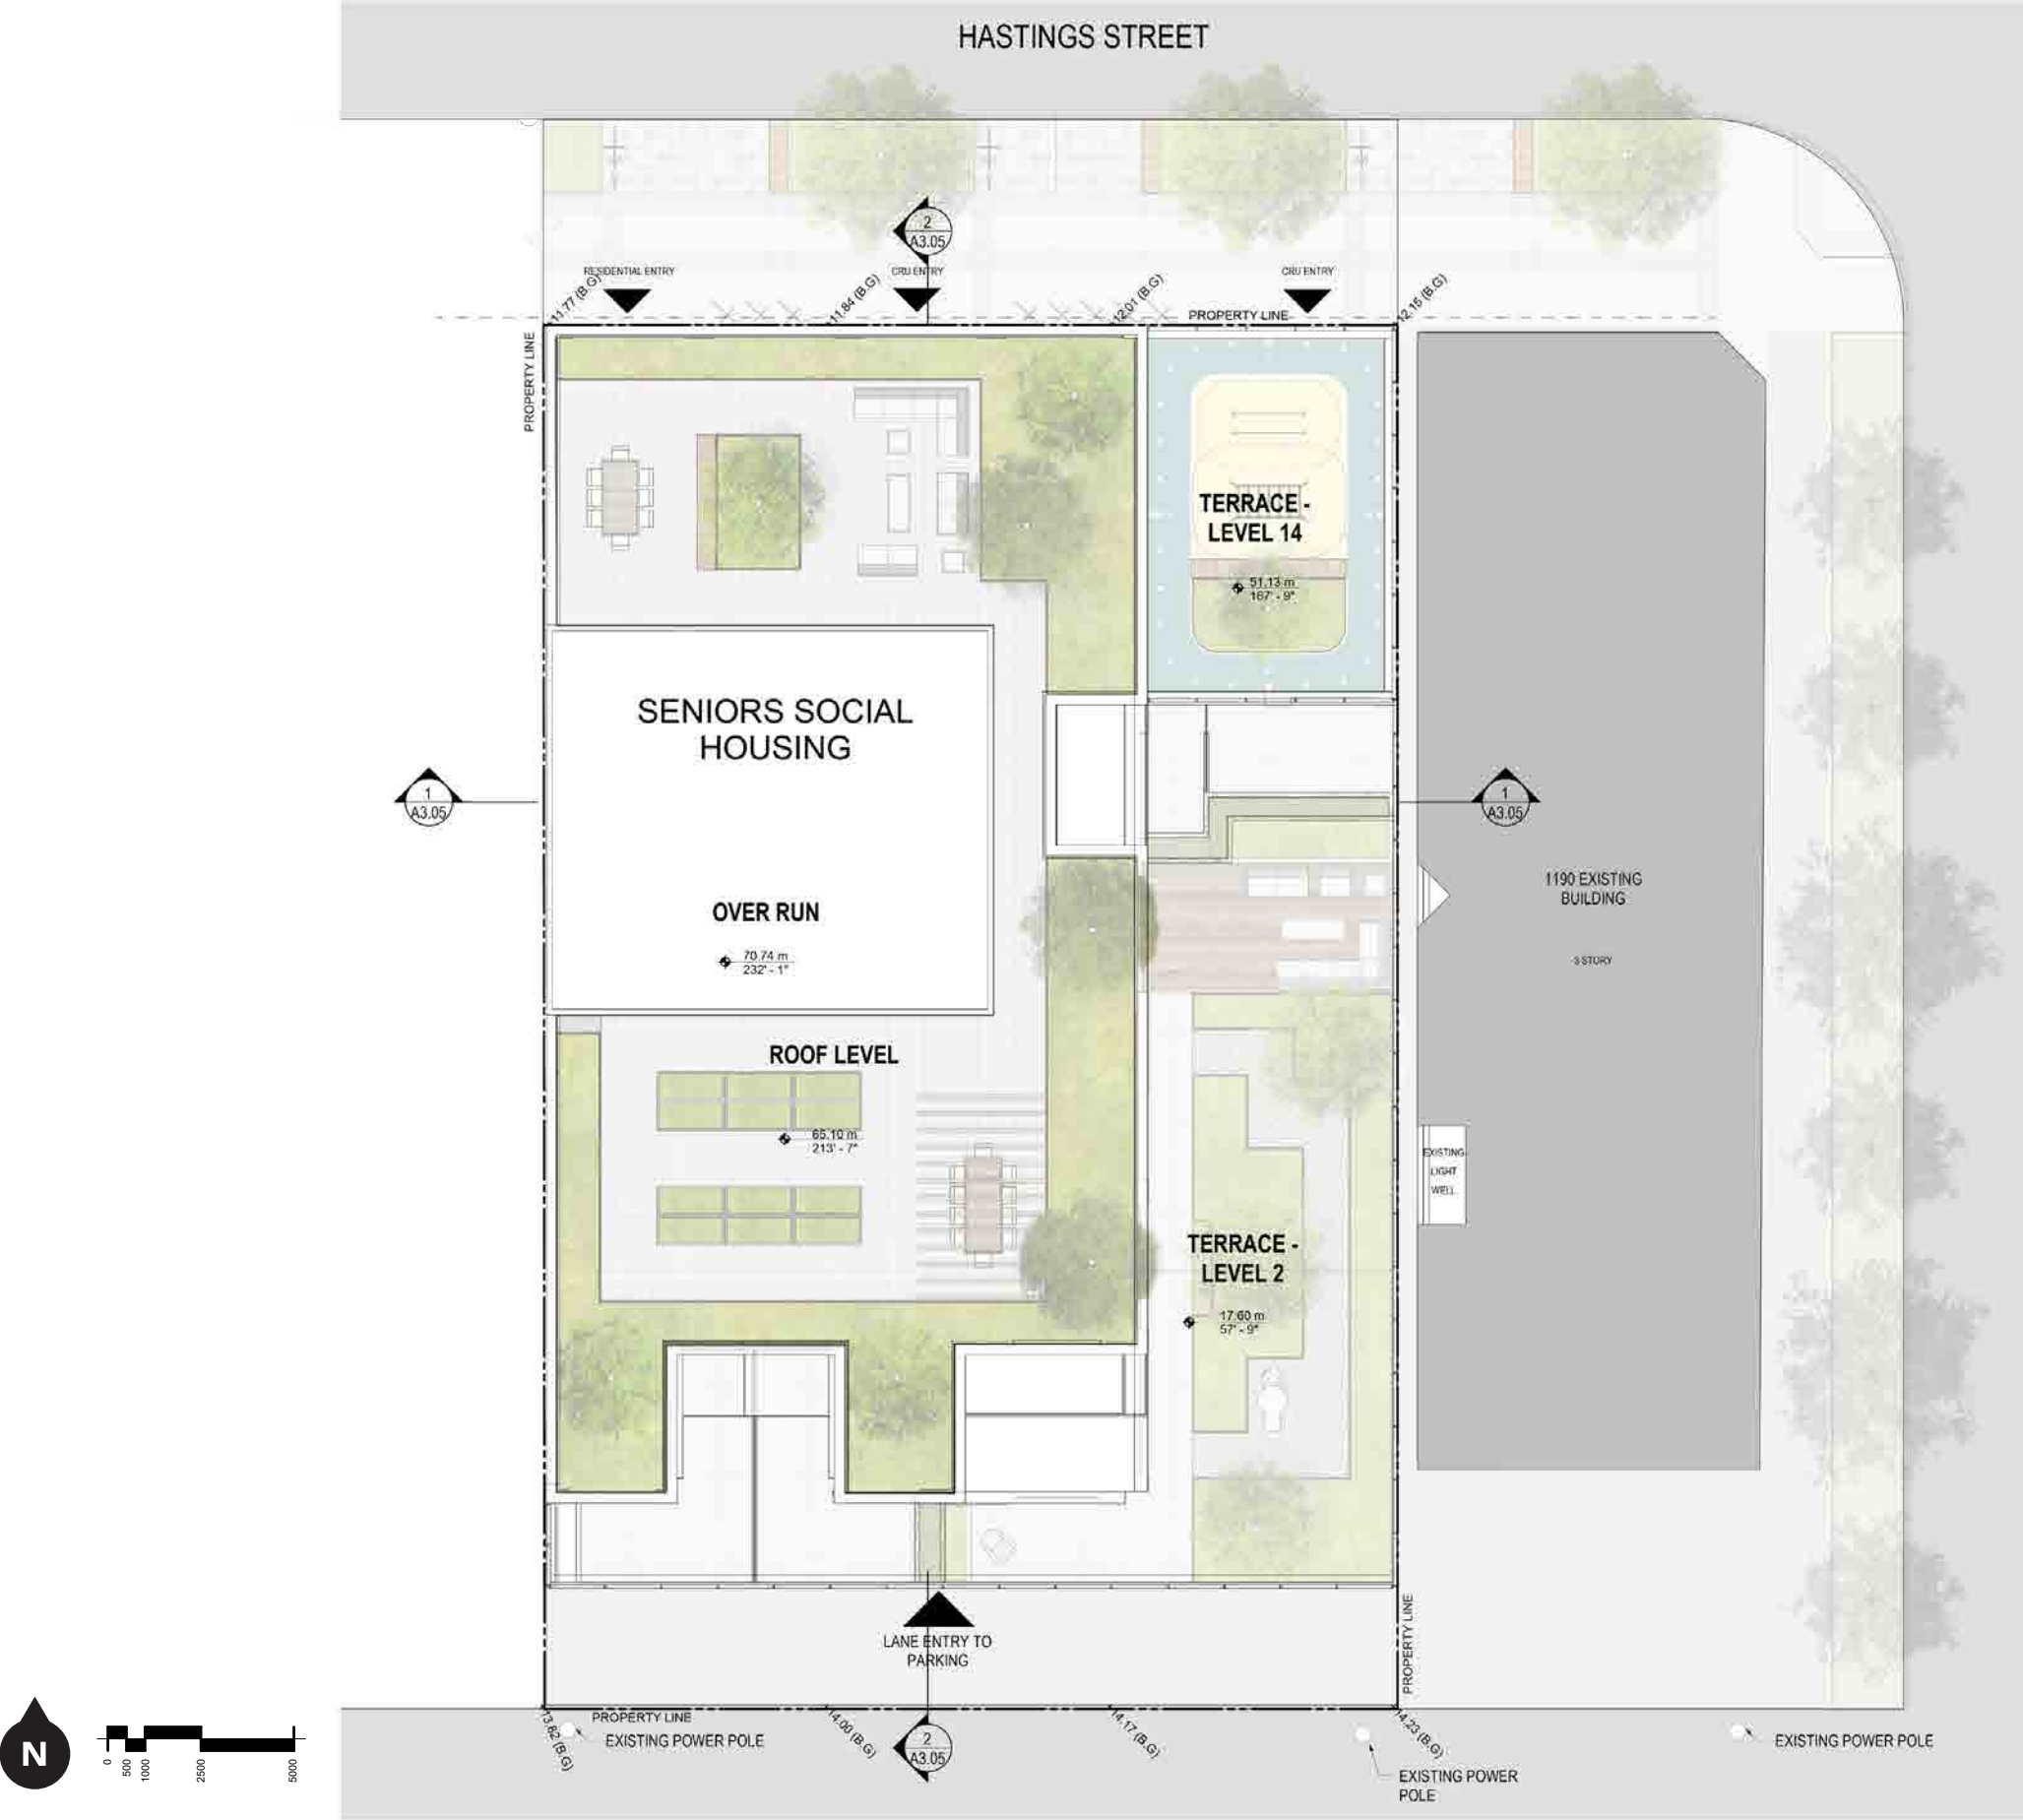 HASTINGS STREET
2
A3.05
RESIDENTIAL ENTRY
CRU ENTRY
CRU ENTRY
11.77 (B.G)
11.84 (B.G)
12.01 (B.G)
12.15 (B.G)
PROPERTY LINE
PROPERTY LINE
TERRACE -
LEVEL 14
51.13 m
167' - 9"
SENIORS SOCIAL
HOUSING
1
A3.05
1
A3.05
OVER RUN
70.74 m
232' - 1"
1190 EXISTING
BUILDING
3 STORY
ROOF LEVEL
65.10 m
213' - 7"
EXISTING
LIGHT
WELL
TERRACE -
LEVEL 2
17.60 m
57' - 9"
LANE ENTRY TO
PARKING
PROPERTY LINE
PROPERTY LINE
13.62 (B.G)
14.00 (B.G)
14.17 (B.G)
14.23 (B.G)
EXISTING POWER POLE
2
A3.05
EXISTING POWER
POLE
EXISTING POWER POLE
N
0
500
1000
2500
5000